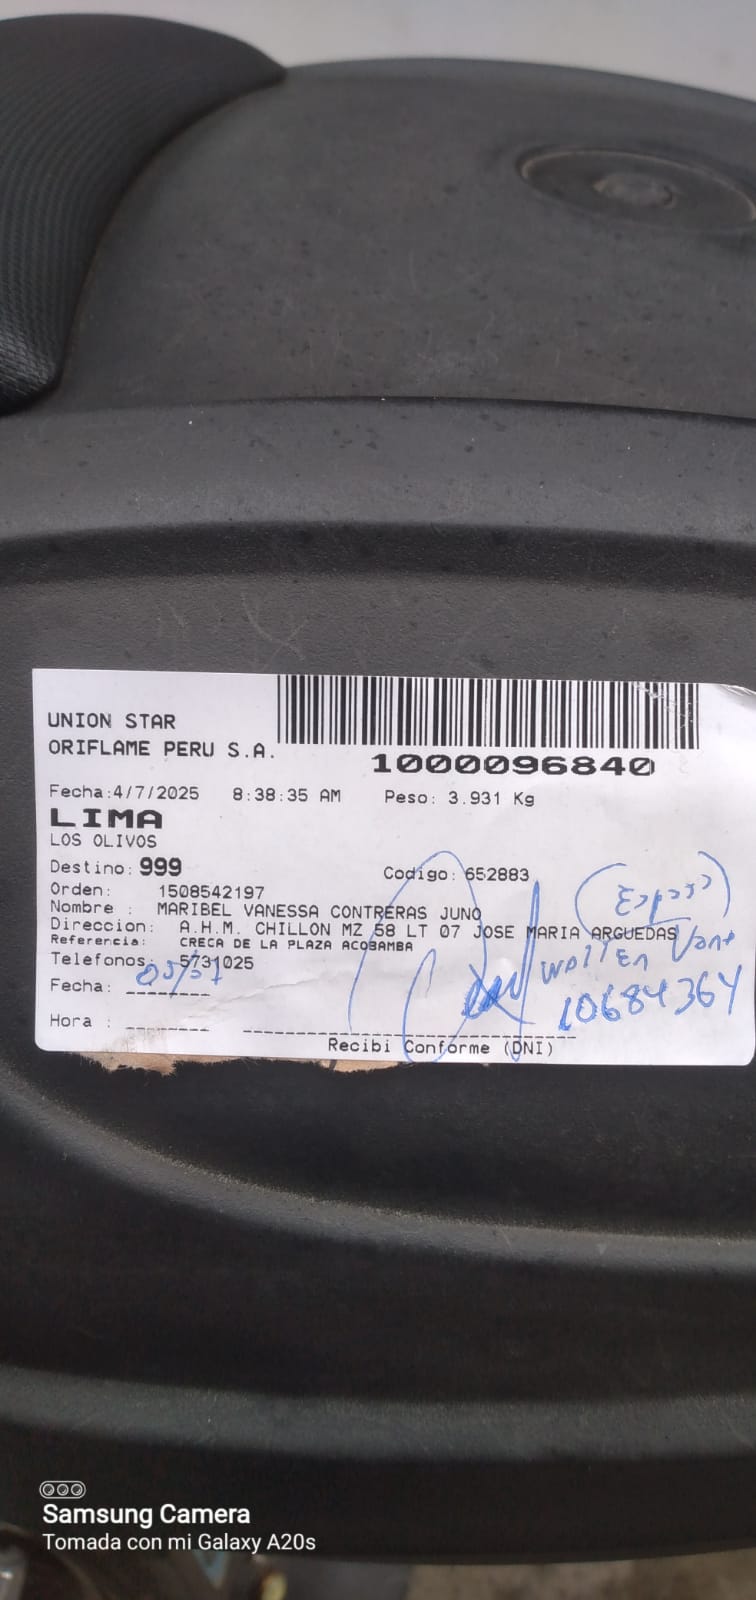 UNION STAR
ORIFLAME PERU S.A.
1000096840
Fecha:4/7/2025 8:38:35 AM Peso: 3.931 Kg
LIMA
LOS OLIVOS
Destino: 999 Codigo: 652883
Orden: 1508542197
Nombre : MARIBEL VANESSA CONTRERAS JUNO
Direccion: A.H.M. CHILLON MZ 58 LT 07 JOSE MARIA ARGUEDAS
Referencia: CRECA DE LA PLAZA ACOBAMBA
Telefonos: 5731025
Fecha:
WalTEn
10684364
Hora :
Recibi Conforme (DNI)
Samsung Camera
Tomada con mi Galaxy A20s